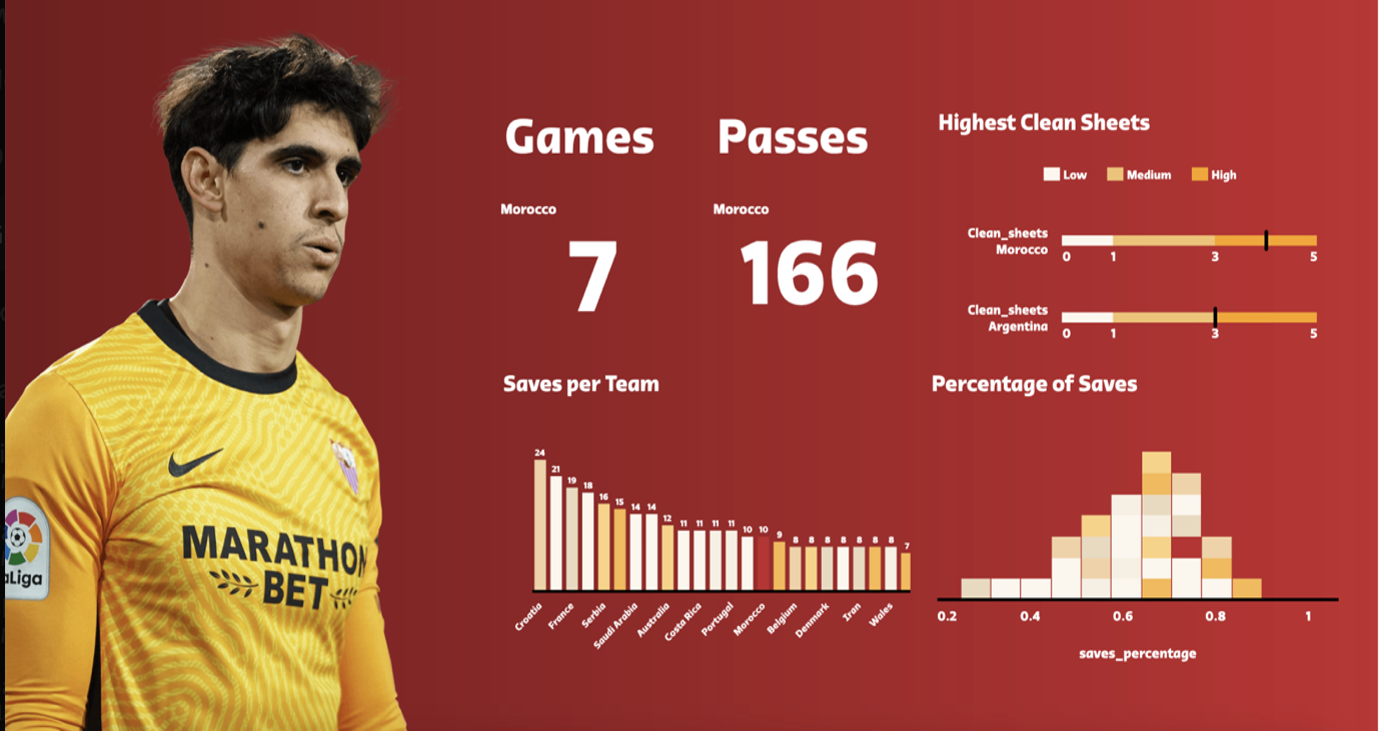 Games
Passes
Morocco
7
Morocco
166
Highest Clean Sheets
Low Medium High
Clean_sheets
Morocco
0 1 3 5
Clean_sheets
Argentina
0 1 3 5
Saves per Team
24 21 19 18 16 15 14 14 12 11 11 11 11 10 10 9 8 8 8 8 8 8 8 7
Croatia France Serbia Saudi Arabia Australia Costa Rica Portugal Morocco Belgium Denmark Iran Wales
Percentage of Saves
0.2 0.4 0.6 0.8 1
saves_percentage
MARATHON
BET
aLiga